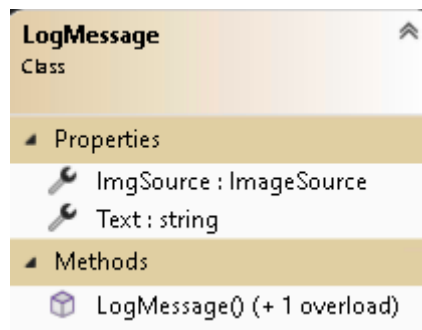 LogMessage
Class
Properties
ImgSource : ImageSource
Text : string
Methods
LogMessage() (+ 1 overload)